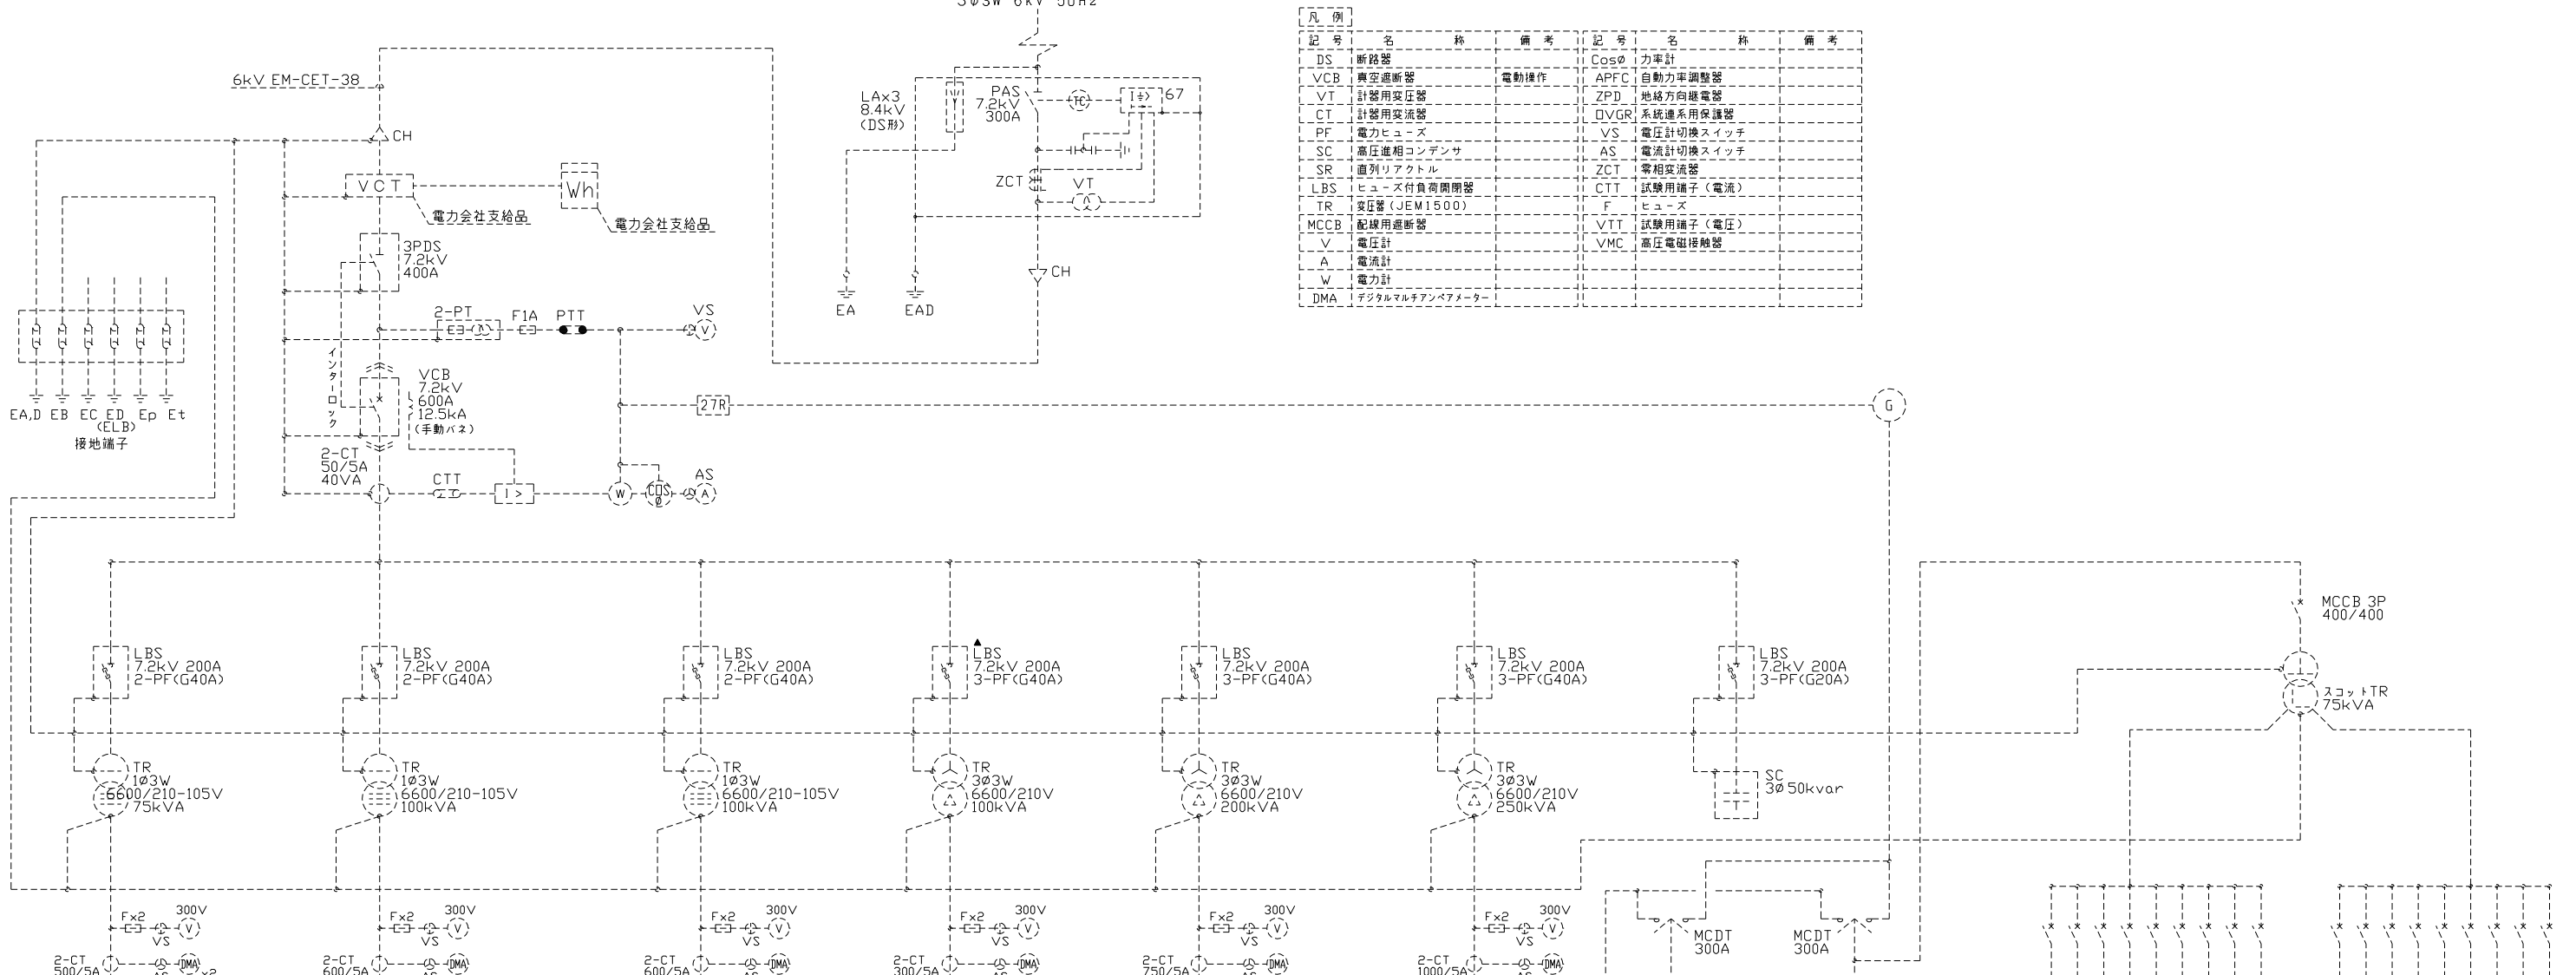 3ø3W 6kV 50Hz
6kV EM-CET-38
CH
VCT
Wh
電力会社支給品
電力会社支給品
3PDS
7.2kV
400A
2-PT
F1A
PTT
VS
V
インターロック
VCB
7.2kV
600A
12.5kA
(手動バネ)
27R
G
2-CT
50/5A
40VA
CTT
I >
W
COS
ø
AS
A
EA,D
EB
EC
ED
(ELB)
Ep
Et
接地端子
LAx3
8.4kV
(DS形)
PAS
7.2kV
300A
TC
I⏚>
67
ZCT
VT
CH
EA
EAD
凡 例
記 号 名 称 備 考 記 号 名 称 備 考
DS 断路器 Cosø 力率計
VCB 真空遮断器 電動操作 APFC 自動力率調整器
VT 計器用変圧器 ZPD 地絡方向継電器
CT 計器用変流器 OVGR 系統連系用保護器
PF 電力ヒューズ VS 電圧計切換スイッチ
SC 高圧進相コンデンサ AS 電流計切換スイッチ
SR 直列リアクトル ZCT 零相変流器
LBS ヒューズ付負荷開閉器 CTT 試験用端子(電流)
TR 変圧器(JEM1500) F ヒューズ
MCCB 配線用遮断器 VTT 試験用端子(電圧)
V 電圧計 VMC 高圧電磁接触器
A 電流計
W 電力計
DMA デジタルマルチアンペアメーター
MCCB 3P
400/400
スコットTR
75kVA
LBS
7.2kV 200A
2-PF(G40A)
LBS
7.2kV 200A
2-PF(G40A)
LBS
7.2kV 200A
2-PF(G40A)
LBS
7.2kV 200A
3-PF(G40A)
LBS
7.2kV 200A
3-PF(G40A)
LBS
7.2kV 200A
3-PF(G40A)
LBS
7.2kV 200A
3-PF(G20A)
TR
1ø3W
6600/210-105V
75kVA
TR
1ø3W
6600/210-105V
100kVA
TR
1ø3W
6600/210-105V
100kVA
TR
3ø3W
6600/210V
100kVA
TR
3ø3W
6600/210V
200kVA
TR
3ø3W
6600/210V
250kVA
SC
3ø50kvar
Fx2
VS
300V
V
Fx2
VS
300V
V
Fx2
VS
300V
V
Fx2
VS
300V
V
Fx2
VS
300V
V
Fx2
VS
300V
V
MCDT
300A
MCDT
300A
2-CT
500/5A
AS
DMA
x2
2-CT
600/5A
AS
DMA
2-CT
600/5A
AS
DMA
2-CT
300/5A
AS
DMA
2-CT
750/5A
AS
DMA
2-CT
1000/5A
AS
DMA